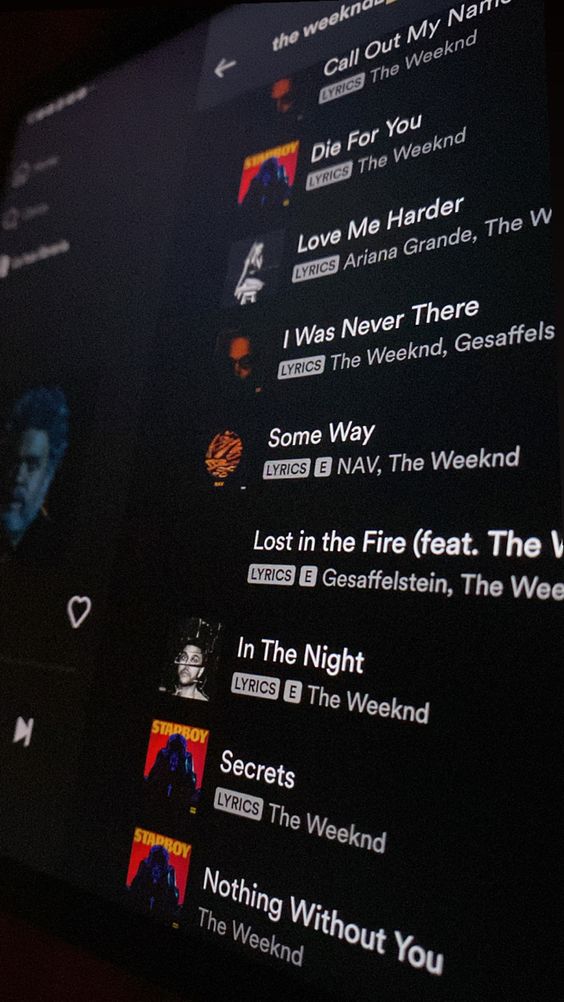 the weeknd
Call Out My Name
LYRICS The Weeknd
STARBOY
Die For You
LYRICS The Weeknd
Love Me Harder
LYRICS Ariana Grande, The W
I Was Never There
LYRICS The Weeknd, Gesaffels
Some Way
LYRICS E NAV, The Weeknd
NAV
Lost in the Fire (feat. The W
LYRICS E Gesaffelstein, The Wee
In The Night
LYRICS E The Weeknd
STARBOY
Secrets
LYRICS The Weeknd
STARBOY
Nothing Without You
The Weeknd